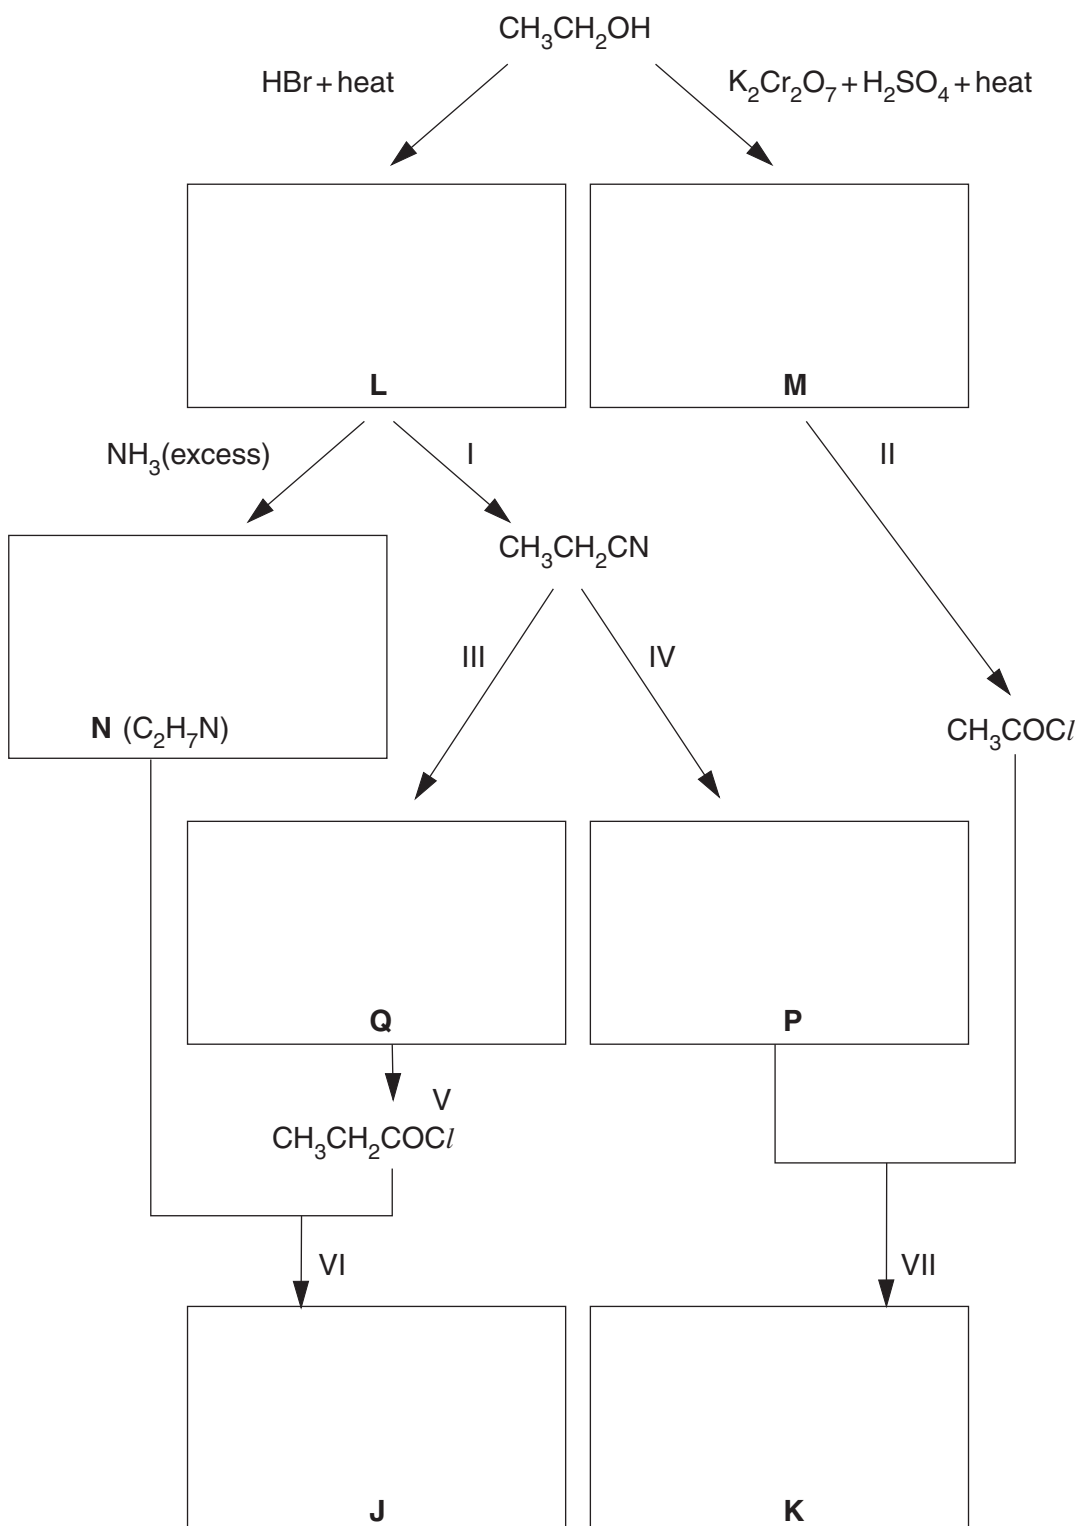 CH₃CH₂OH
HBr + heat
K₂Cr₂O₇ + H₂SO₄ + heat
L
M
NH₃(excess)
I
II
CH₃CH₂CN
III
IV
N (C₂H₇N)
CH₃COCl
Q
P
V
CH₃CH₂COCl
VI
VII
J
K